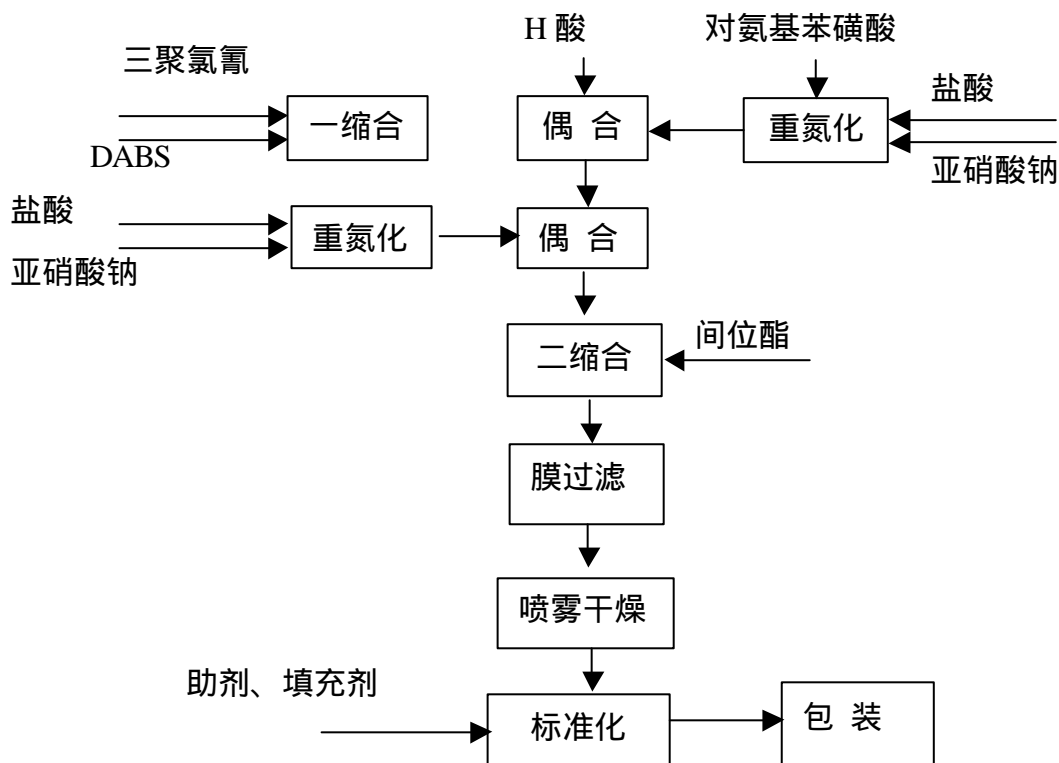 H 酸
对氨基苯磺酸
三聚氯氰
盐酸
一缩合
偶 合
重氮化
DABS
亚硝酸钠
盐酸
重氮化
偶 合
亚硝酸钠
间位酯
二缩合
膜过滤
喷雾干燥
助剂、填充剂
标准化
包 装